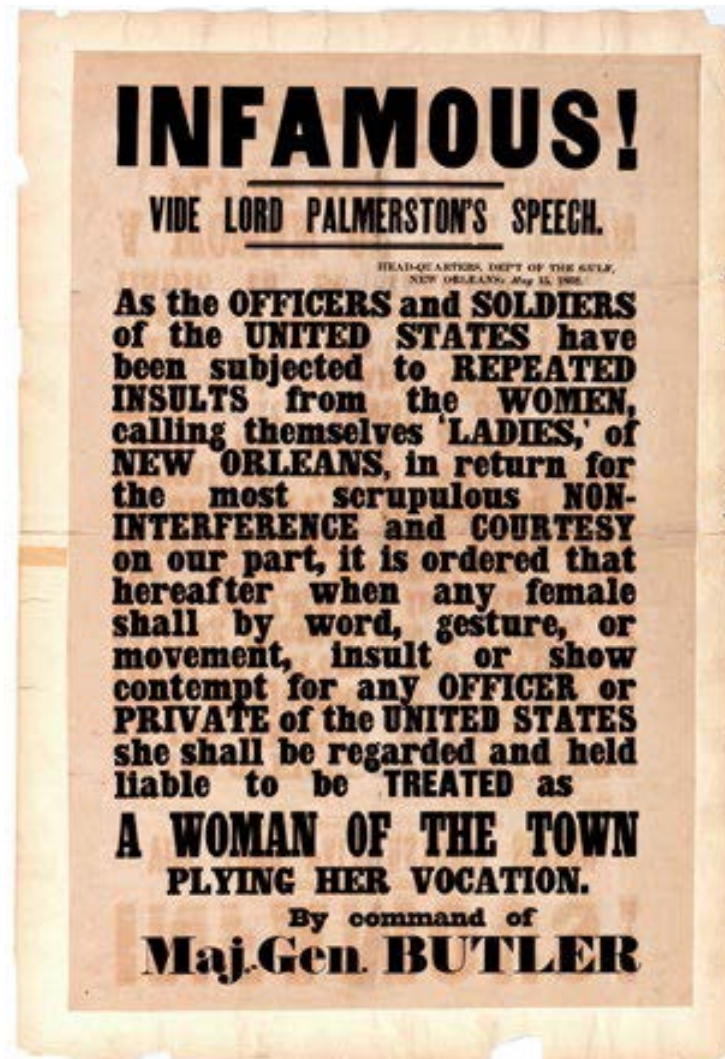 INFAMOUS!
VIDE LORD PALMERSTON'S SPEECH.
HEAD-QUARTERS, DEP'T OF THE GULF,
NEW ORLEANS, May 15, 1862.
As the OFFICERS and SOLDIERS
of the UNITED STATES have
been subjected to REPEATED
INSULTS from the WOMEN,
calling themselves 'LADIES,' of
NEW ORLEANS, in return for
the most scrupulous NON-
INTERFERENCE and COURTESY
on our part, it is ordered that
hereafter when any female
shall by word, gesture, or
movement, insult or show
contempt for any OFFICER or
PRIVATE of the UNITED STATES
she shall be regarded and held
liable to be TREATED as
A WOMAN OF THE TOWN
PLYING HER VOCATION.
By command of
Maj.-Gen. BUTLER